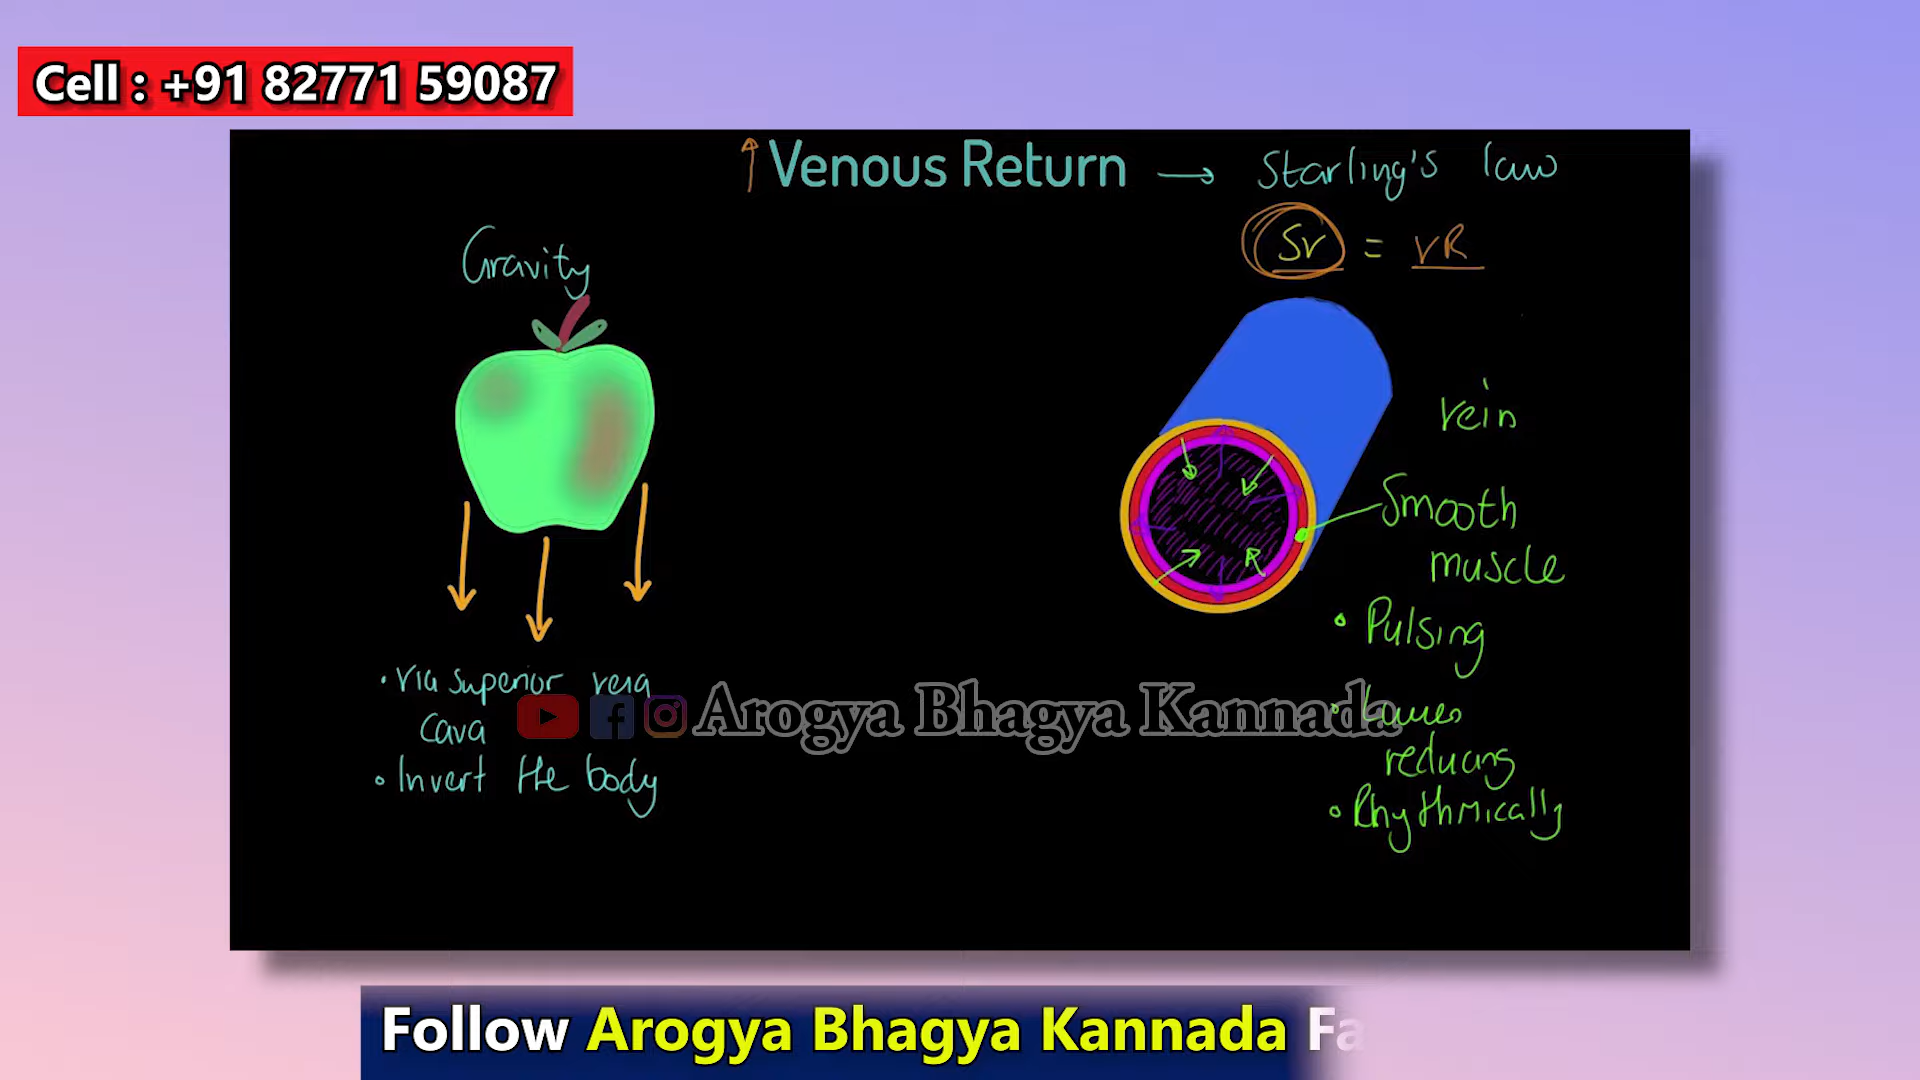 Cell : +91 82771 59087
↑ Venous Return → Starling's law
SV = VR
Gravity
vein
Smooth
muscle
• Pulsing
• via superior vena
cava
• Invert the body
Arogya Bhagya Kannada
reducing
• Rhythmically
Follow Arogya Bhagya Kannada Fa